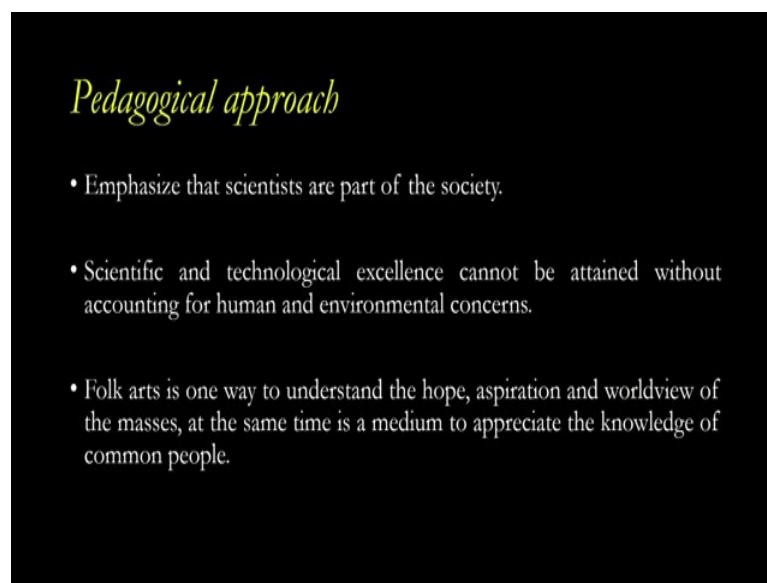 Pedagogical approach
• Emphasize that scientists are part of the society.
• Scientific and technological excellence cannot be attained without
accounting for human and environmental concerns.
• Folk arts is one way to understand the hope, aspiration and worldview of
the masses, at the same time is a medium to appreciate the knowledge of
common people.